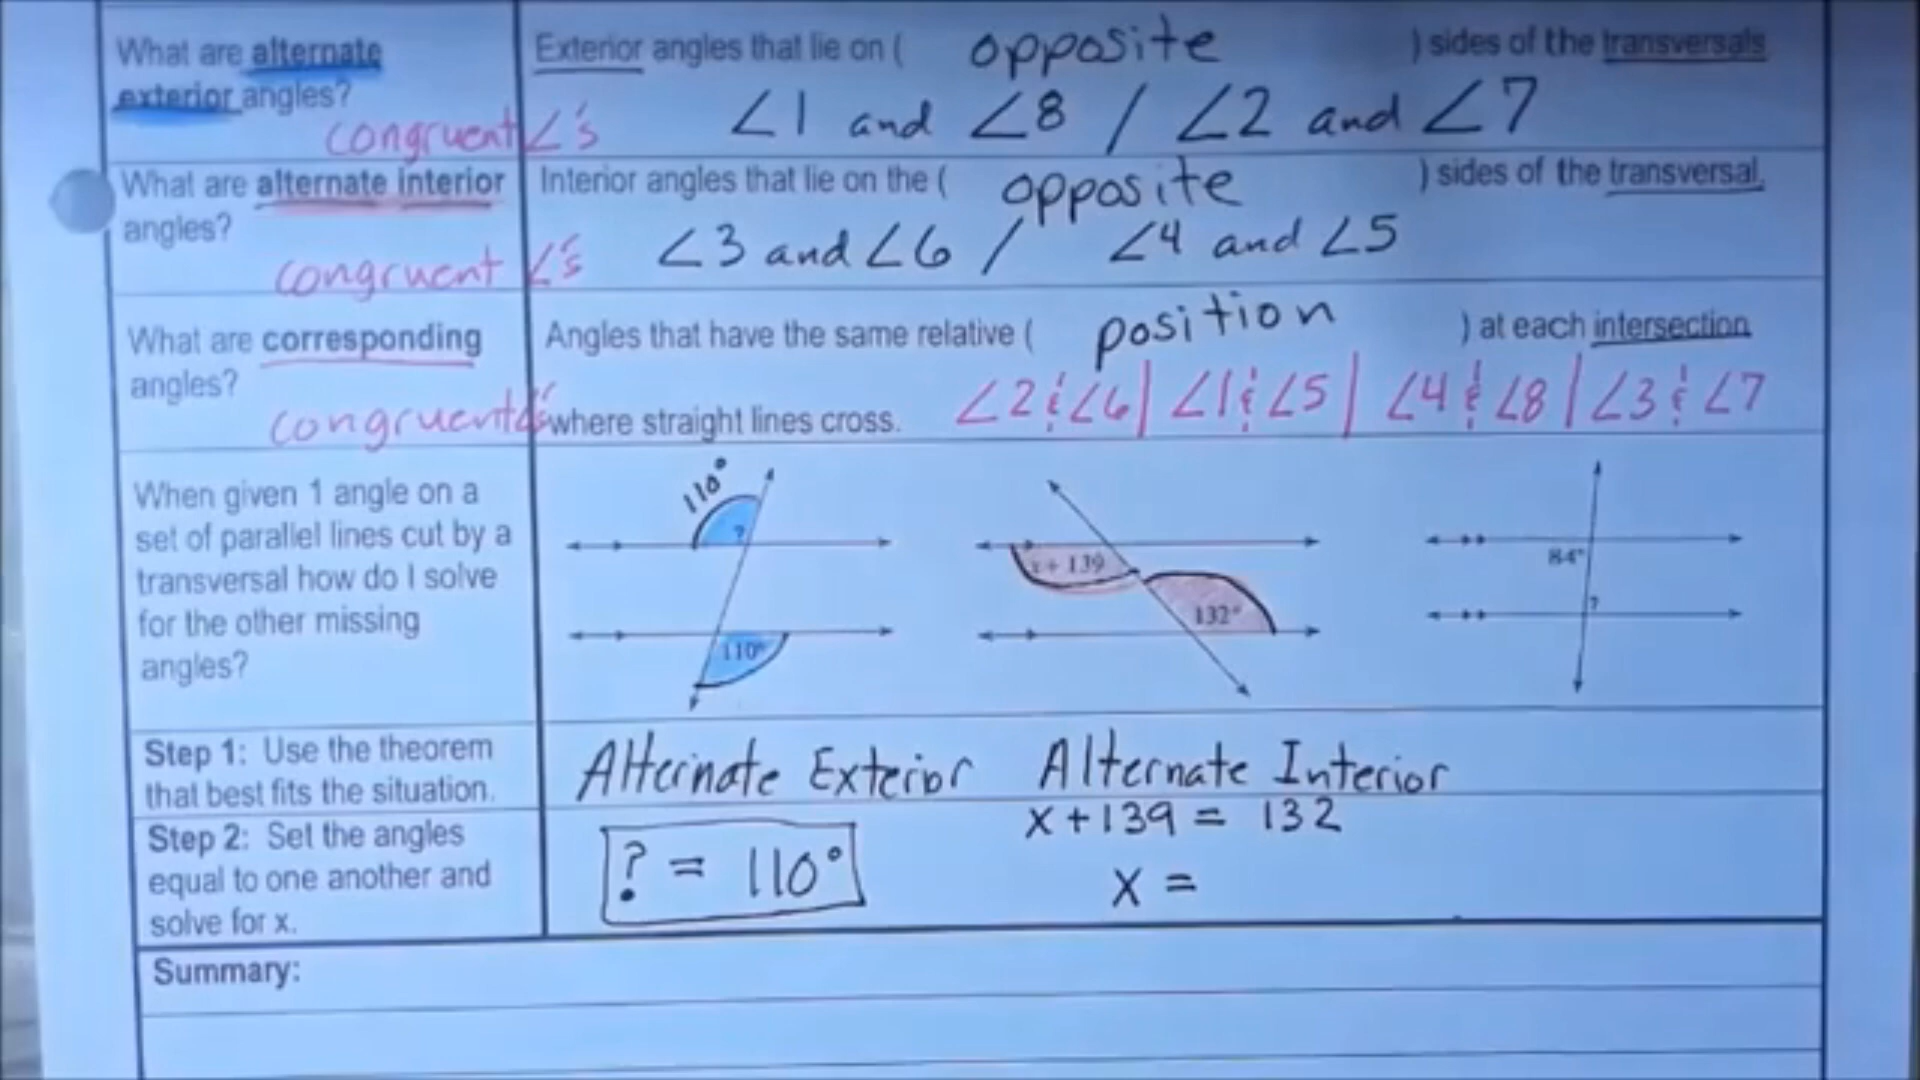 What are alternate
exterior angles?
congruent ∠'s
Exterior angles that lie on ( opposite ) sides of the transversals
∠1 and ∠8 / ∠2 and ∠7
What are alternate interior
angles?
congruent ∠'s
Interior angles that lie on the ( opposite ) sides of the transversal.
∠3 and ∠6 / ∠4 and ∠5
What are corresponding
angles?
congruent ∠'s
Angles that have the same relative ( position ) at each intersection
where straight lines cross. ∠2 & ∠6 | ∠1 & ∠5 | ∠4 & ∠8 | ∠3 & ∠7
When given 1 angle on a
set of parallel lines cut by a
transversal how do I solve
for the other missing
angles?
110°
?
110°
x + 139
132°
84°
?
Step 1: Use the theorem
that best fits the situation.
Alternate Exterior
Alternate Interior
Step 2: Set the angles
equal to one another and
solve for x.
? = 110°
x + 139 = 132
x =
Summary: